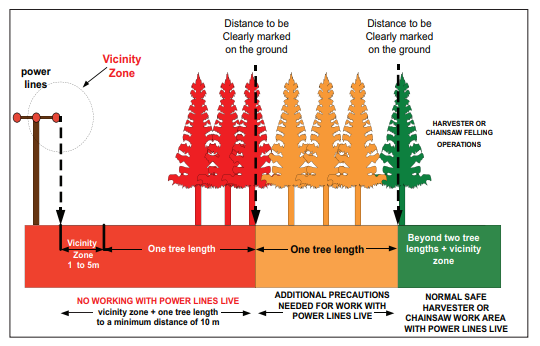 Distance to be
Clearly marked
on the ground
Distance to be
Clearly marked
on the ground
Vicinity
Zone
power
lines
HARVESTER OR
CHAINSAW FELLING
OPERATIONS
Vicinity
Zone
1 to 5m
One tree length
One tree length
Beyond two tree
lengths + vicinity
zone
NO WORKING WITH POWER LINES LIVE
vicinity zone + one tree length
to a minimum distance of 10 m
ADDITIONAL PRECAUTIONS
NEEDED FOR WORK WITH
POWER LINES LIVE
NORMAL SAFE
HARVESTER OR
CHAINSAW WORK AREA
WITH POWER LINES LIVE